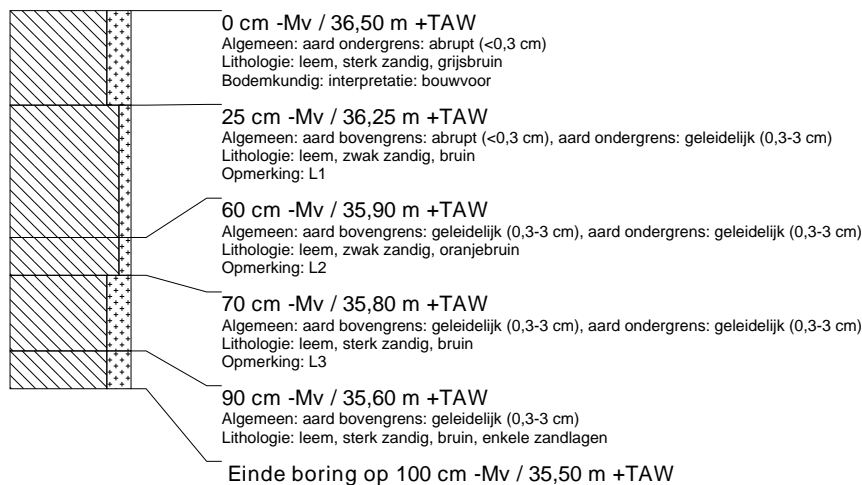 0 cm -Mv / 36,50 m +TAW
Algemeen: aard ondergrens: abrupt (<0,3 cm)
Lithologie: leem, sterk zandig, grijsbruin
Bodemkundig: interpretatie: bouwvoor
25 cm -Mv / 36,25 m +TAW
Algemeen: aard bovengrens: abrupt (<0,3 cm), aard ondergrens: geleidelijk (0,3-3 cm)
Lithologie: leem, zwak zandig, bruin
Opmerking: L1
60 cm -Mv / 35,90 m +TAW
Algemeen: aard bovengrens: geleidelijk (0,3-3 cm), aard ondergrens: geleidelijk (0,3-3 cm)
Lithologie: leem, zwak zandig, oranjebruin
Opmerking: L2
70 cm -Mv / 35,80 m +TAW
Algemeen: aard bovengrens: geleidelijk (0,3-3 cm), aard ondergrens: geleidelijk (0,3-3 cm)
Lithologie: leem, sterk zandig, bruin
Opmerking: L3
90 cm -Mv / 35,60 m +TAW
Algemeen: aard bovengrens: geleidelijk (0,3-3 cm)
Lithologie: leem, sterk zandig, bruin, enkele zandlagen
Einde boring op 100 cm -Mv / 35,50 m +TAW